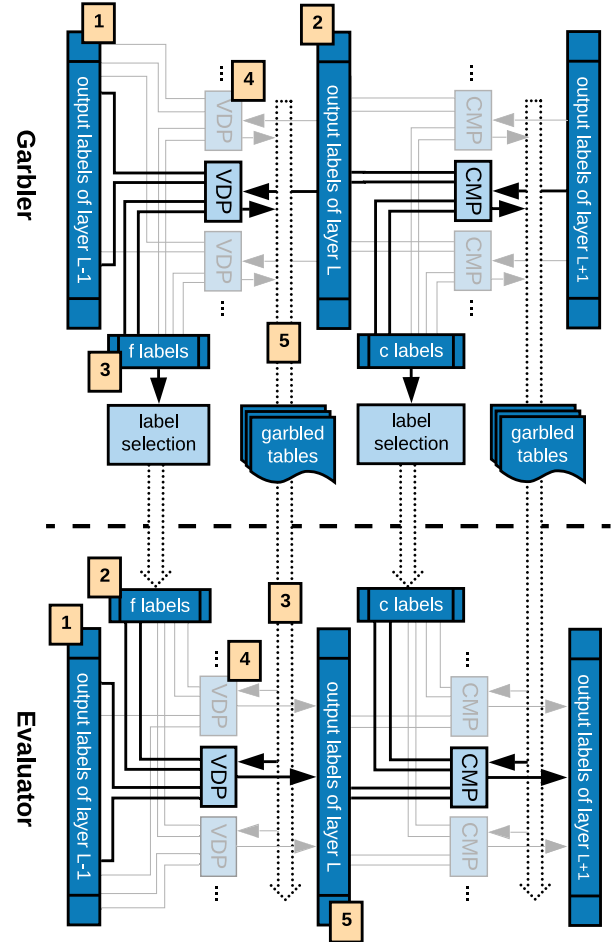 1
2
4
output labels of layer L-1
VDP
output labels of layer L
CMP
output labels of layer L+1
Garbler
VDP
CMP
VDP
CMP
3
f labels
5
c labels
label
selection
garbled
tables
label
selection
garbled
tables
2
f labels
3
c labels
1
4
output labels of layer L-1
VDP
output labels of layer L
CMP
output labels of layer L+1
Evaluator
VDP
CMP
VDP
CMP
5